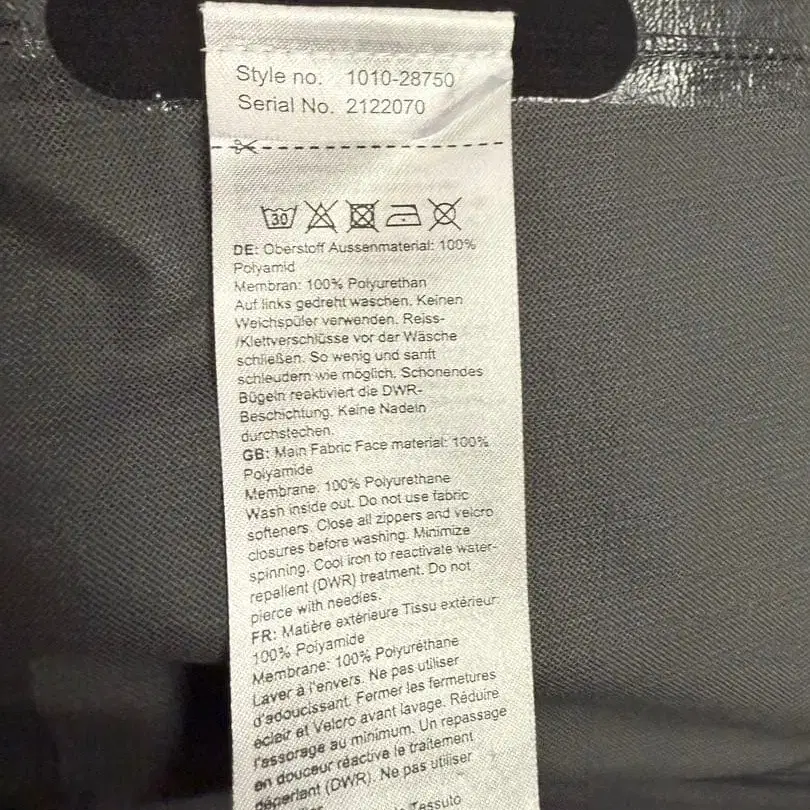 Style no. 1010-28750
Serial No. 2122070
30
DE: Oberstoff Aussenmaterial: 100%
Polyamid
Membran: 100% Polyurethan
Auf links gedreht waschen. Keinen
Weichspüler verwenden. Reiss-
/Klettverschlüsse vor der Wäsche
schließen. So wenig und sanft
schleudern wie möglich. Schonendes
Bügeln reaktiviert die DWR-
Beschichtung. Keine Nadeln
durchstechen.
GB: Main Fabric Face material: 100%
Polyamide
Membrane: 100% Polyurethane
Wash inside out. Do not use fabric
softeners. Close all zippers and velcro
closures before washing. Minimize
spinning. Cool iron to reactivate water-
repellent (DWR) treatment. Do not
pierce with needles.
FR: Matière extérieure Tissu extérieur:
100% Polyamide
Membrane: 100% Polyuréthane
Laver à l'envers. Ne pas utiliser
d'adoucissant. Fermer les fermetures
éclair et Velcro avant lavage. Réduire
l'assorage au minimum. Un repassage
en douceur réactive le traitement
déperlant (DWR). Ne pas utiliser
Tessuto